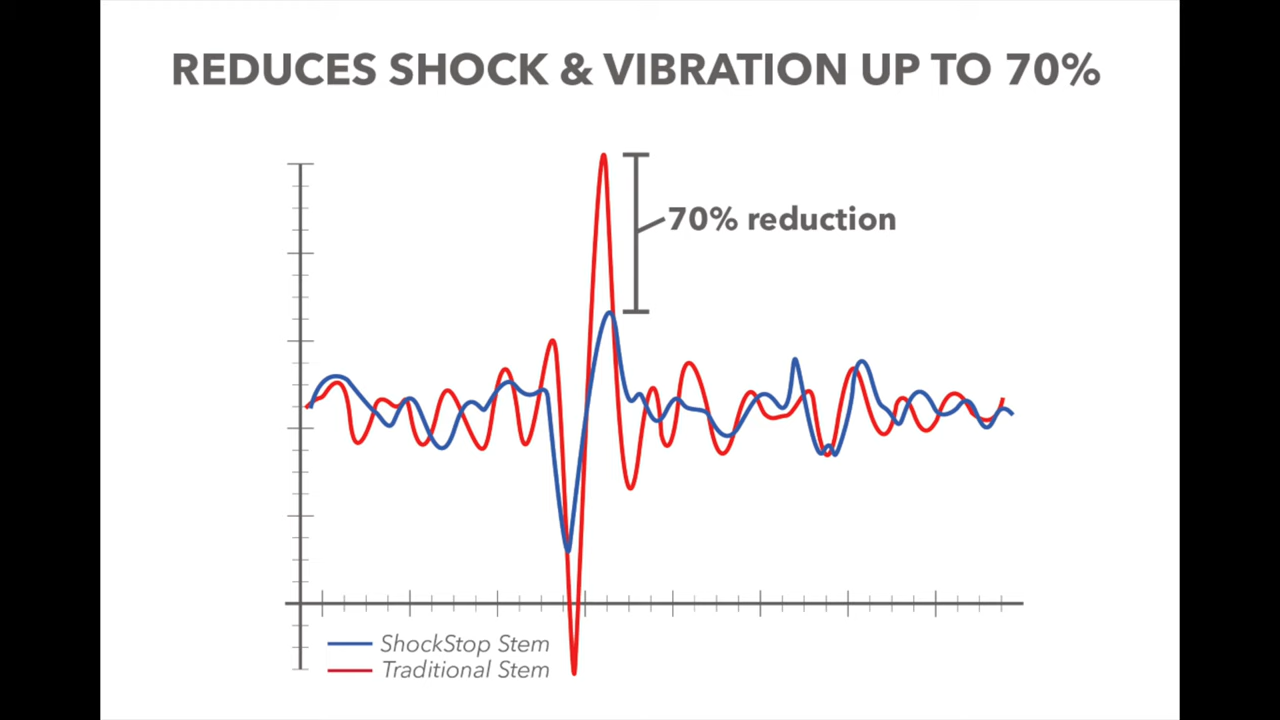 REDUCES SHOCK & VIBRATION UP TO 70%
70% reduction
ShockStop Stem
Traditional Stem